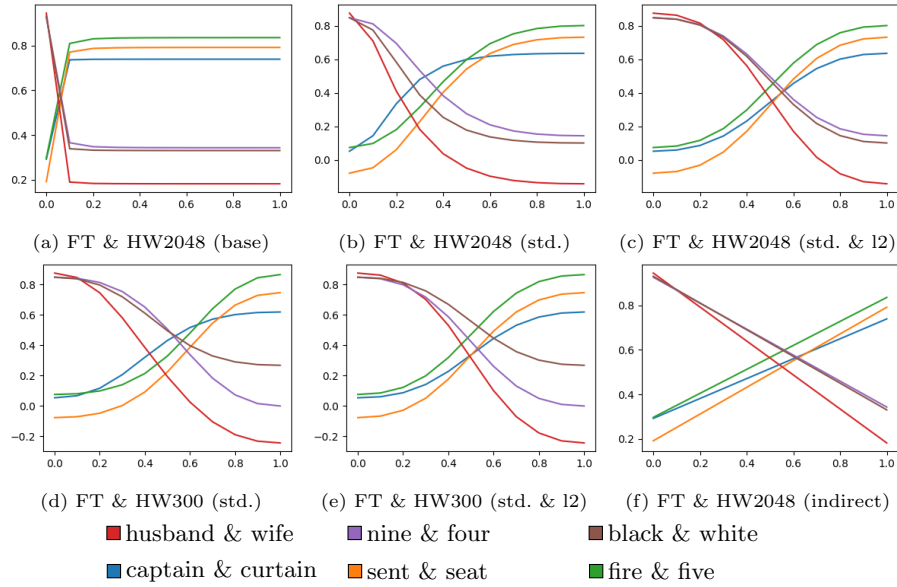 0.8
0.6
0.4
0.2
0.0 0.2 0.4 0.6 0.8 1.0
(a) FT & HW2048 (base)
0.8
0.6
0.4
0.2
0.0
0.0 0.2 0.4 0.6 0.8 1.0
(b) FT & HW2048 (std.)
0.8
0.6
0.4
0.2
0.0
0.0 0.2 0.4 0.6 0.8 1.0
(c) FT & HW2048 (std. & l2)
0.8
0.6
0.4
0.2
0.0
−0.2
0.0 0.2 0.4 0.6 0.8 1.0
(d) FT & HW300 (std.)
0.8
0.6
0.4
0.2
0.0
−0.2
0.0 0.2 0.4 0.6 0.8 1.0
(e) FT & HW300 (std. & l2)
0.8
0.6
0.4
0.2
0.0 0.2 0.4 0.6 0.8 1.0
(f) FT & HW2048 (indirect)
husband & wife nine & four black & white
captain & curtain sent & seat fire & five